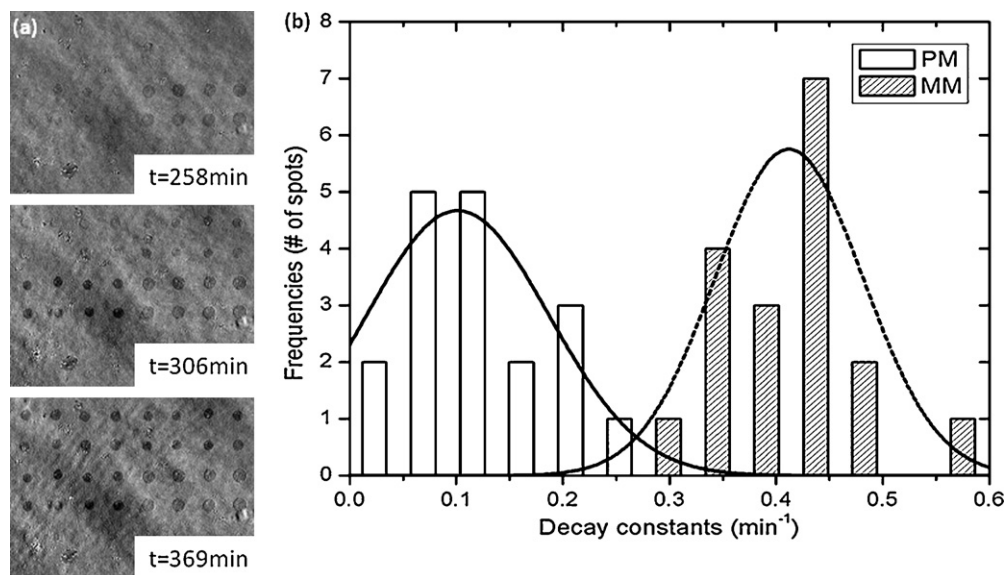 (a)
t=258min
t=306min
t=369min
(b)
8
7
6
5
4
3
2
1
0
Frequencies (# of spots)
PM
MM
0.0 0.1 0.2 0.3 0.4 0.5 0.6
Decay constants (min⁻¹)